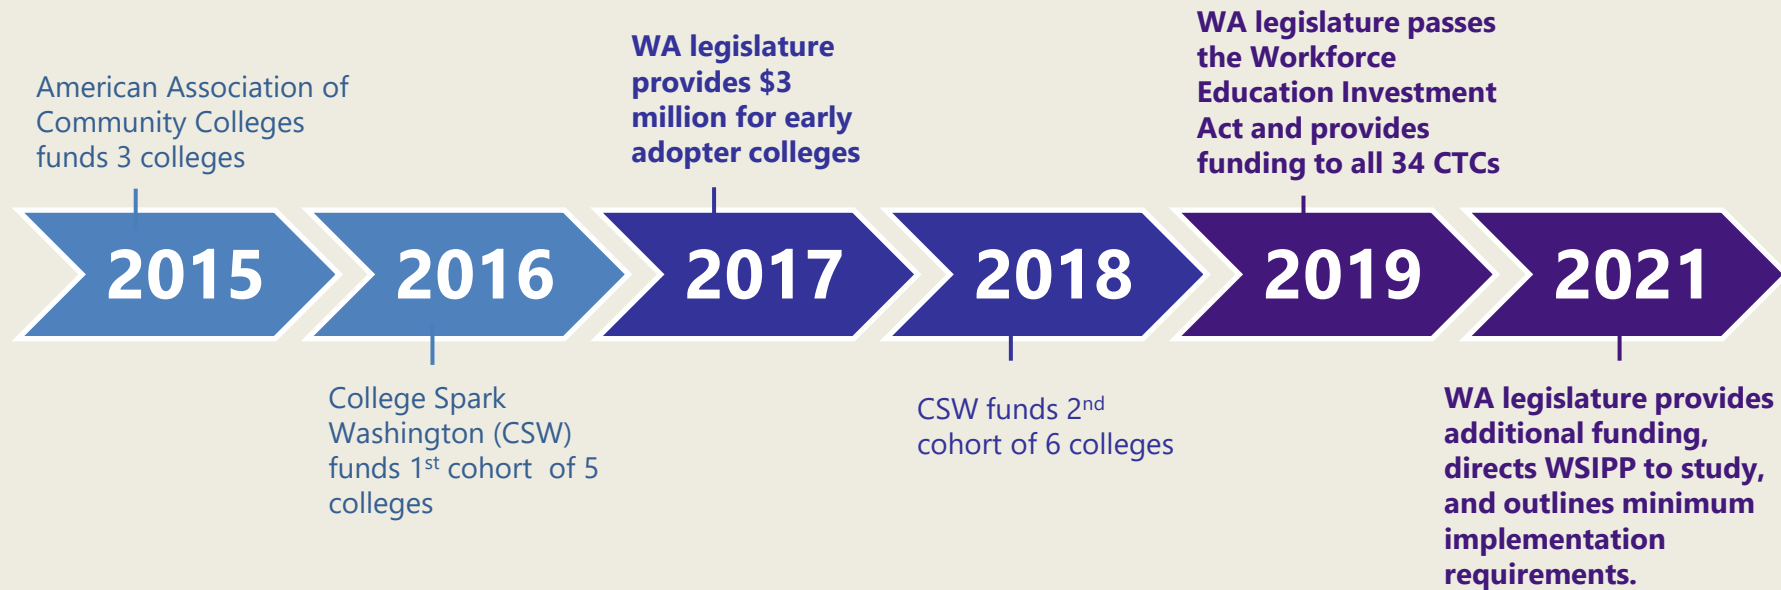 American Association of
Community Colleges
funds 3 colleges
WA legislature
provides $3
million for early
adopter colleges
WA legislature passes
the Workforce
Education Investment
Act and provides
funding to all 34 CTCs
2015
2016
2017
2018
2019
2021
College Spark
Washington (CSW)
funds 1st cohort  of 5
colleges
CSW funds 2nd
cohort of 6 colleges
WA legislature provides
additional funding,
directs WSIPP to study,
and outlines minimum
implementation
requirements.